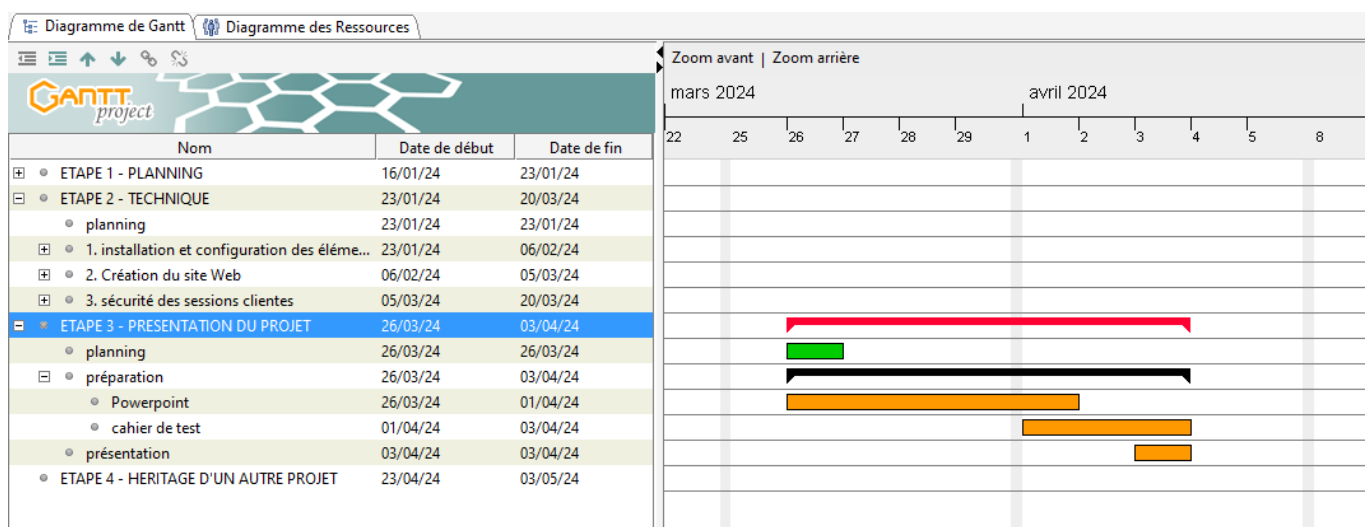 Diagramme de Gantt Diagramme des Ressources
Zoom avant | Zoom arrière
GANTT project
mars 2024 avril 2024
22 25 26 27 28 29 1 2 3 4 5 8
Nom Date de début Date de fin
ETAPE 1 - PLANNING 16/01/24 23/01/24
ETAPE 2 - TECHNIQUE 23/01/24 20/03/24
planning 23/01/24 23/01/24
1. installation et configuration des éléme... 23/01/24 06/02/24
2. Création du site Web 06/02/24 05/03/24
3. sécurité des sessions clientes 05/03/24 20/03/24
ETAPE 3 - PRESENTATION DU PROJET 26/03/24 03/04/24
planning 26/03/24 26/03/24
préparation 26/03/24 03/04/24
Powerpoint 26/03/24 01/04/24
cahier de test 01/04/24 03/04/24
présentation 03/04/24 03/04/24
ETAPE 4 - HERITAGE D'UN AUTRE PROJET 23/04/24 03/05/24